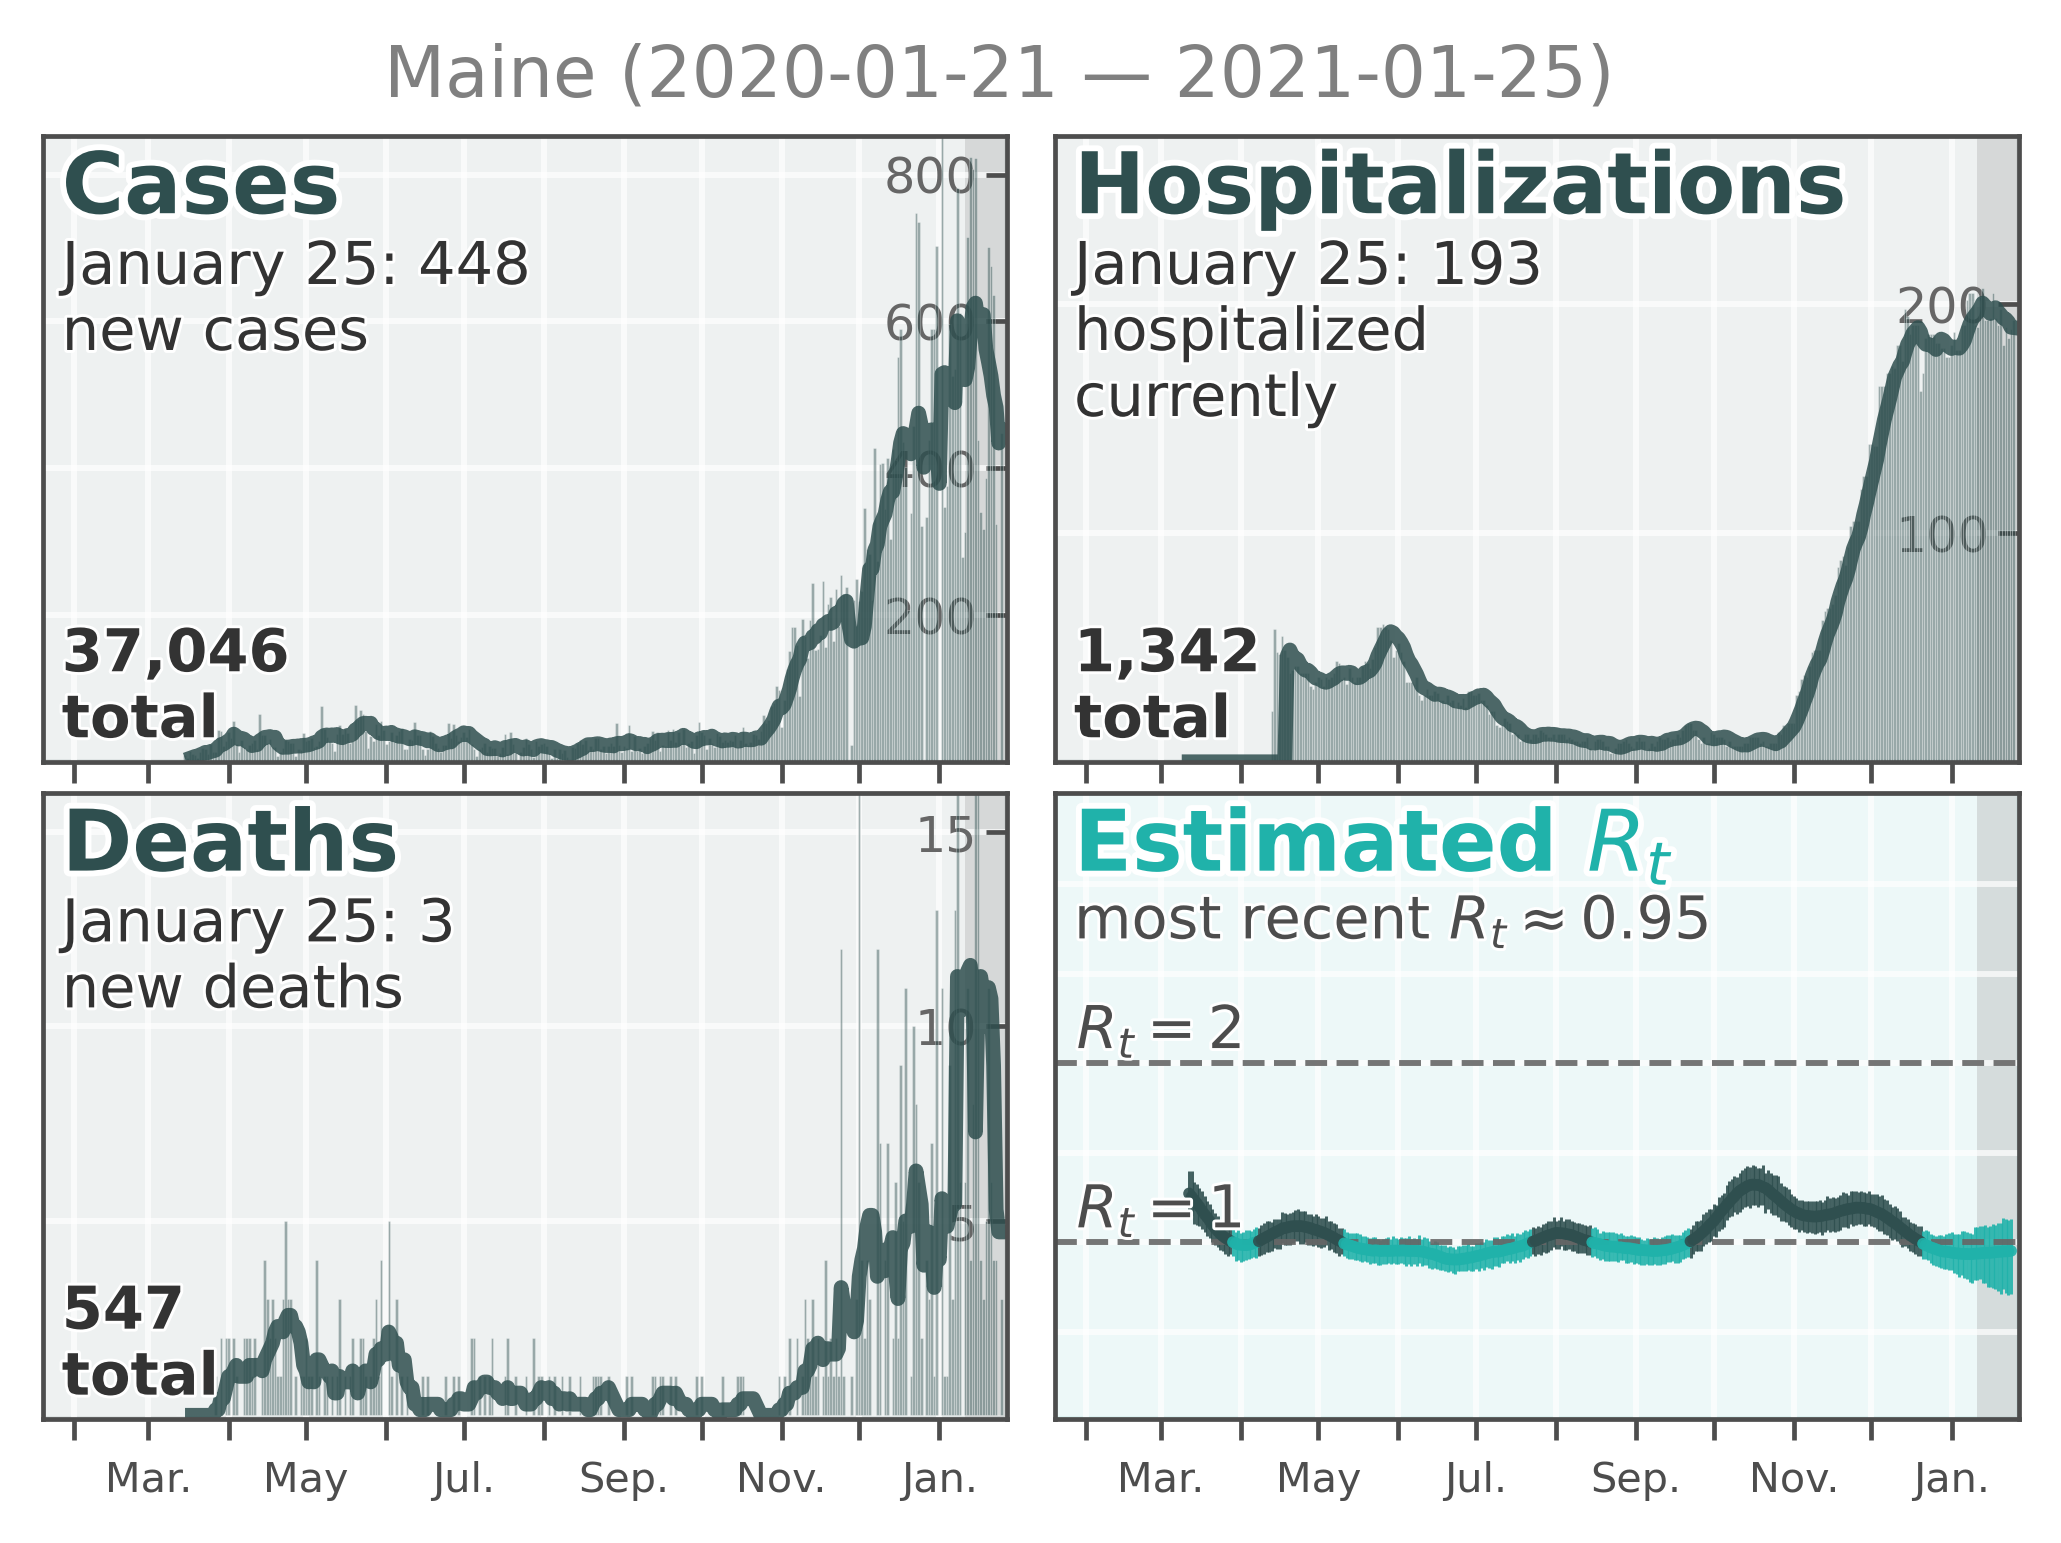 Maine (2020-01-21 — 2021-01-25)
Cases
January 25: 448
new cases
800
600
400
200
37,046
total
Hospitalizations
January 25: 193
hospitalized
currently
200
100
1,342
total
Deaths
January 25: 3
new deaths
15
10
5
547
total
Mar. May Jul. Sep. Nov. Jan.
Estimated Rₜ
most recent Rₜ ≈ 0.95
Rₜ = 2
Rₜ = 1
Mar. May Jul. Sep. Nov. Jan.